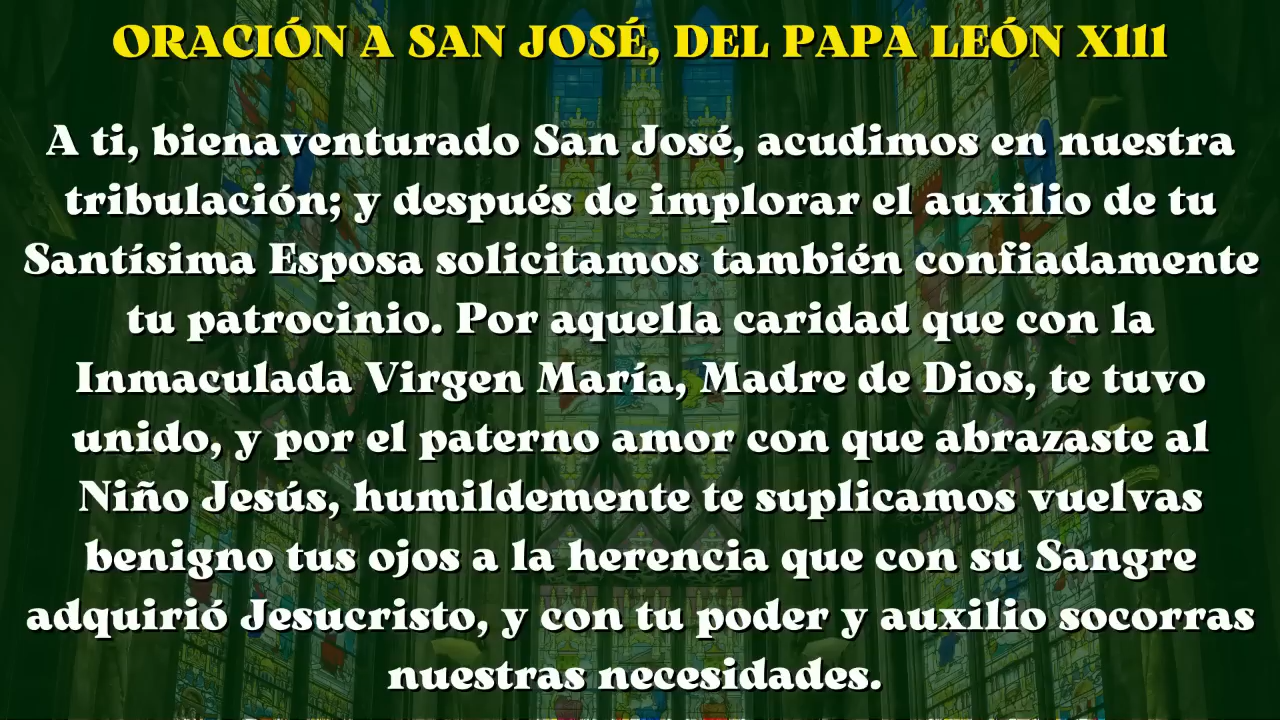 ORACIÓN A SAN JOSÉ, DEL PAPA LEÓN XIII
A ti, bienaventurado San José, acudimos en nuestra
tribulación; y después de implorar el auxilio de tu
Santísima Esposa solicitamos también confiadamente
tu patrocinio. Por aquella caridad que con la
Inmaculada Virgen María, Madre de Dios, te tuvo
unido, y por el paterno amor con que abrazaste al
Niño Jesús, humildemente te suplicamos vuelvas
benigno tus ojos a la herencia que con su Sangre
adquirió Jesucristo, y con tu poder y auxilio socorras
nuestras necesidades.